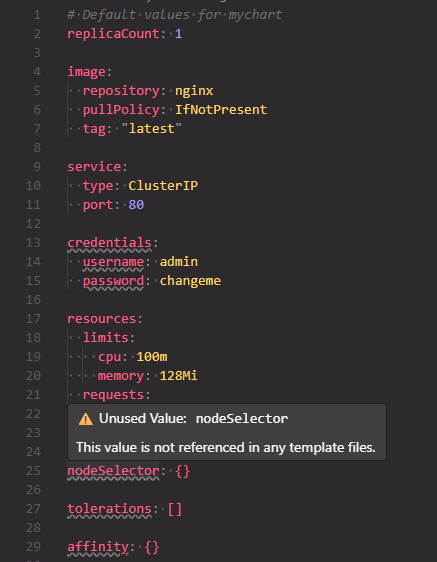 1 # Default values for mychart
2 replicaCount: 1
3
4 image:
5 repository: nginx
6 pullPolicy: IfNotPresent
7 tag: "latest"
8
9 service:
10 type: ClusterIP
11 port: 80
12
13 credentials:
14 username: admin
15 password: changeme
16
17 resources:
18 limits:
19 cpu: 100m
20 memory: 128Mi
21 requests:
22 Unused Value: nodeSelector
23
This value is not referenced in any template files.
24
25 nodeSelector: {}
26
27 tolerations: []
28
29 affinity: {}